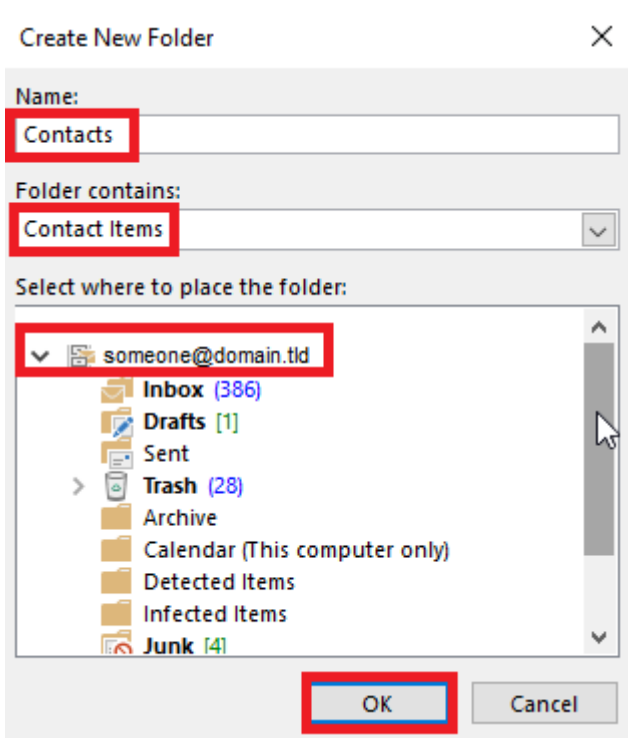 Create New Folder
Name:
Contacts
Folder contains:
Contact Items
Select where to place the folder:
someone@domain.tld
Inbox (386)
Drafts [1]
Sent
Trash (28)
Archive
Calendar (This computer only)
Detected Items
Infected Items
Junk [4]
OK Cancel